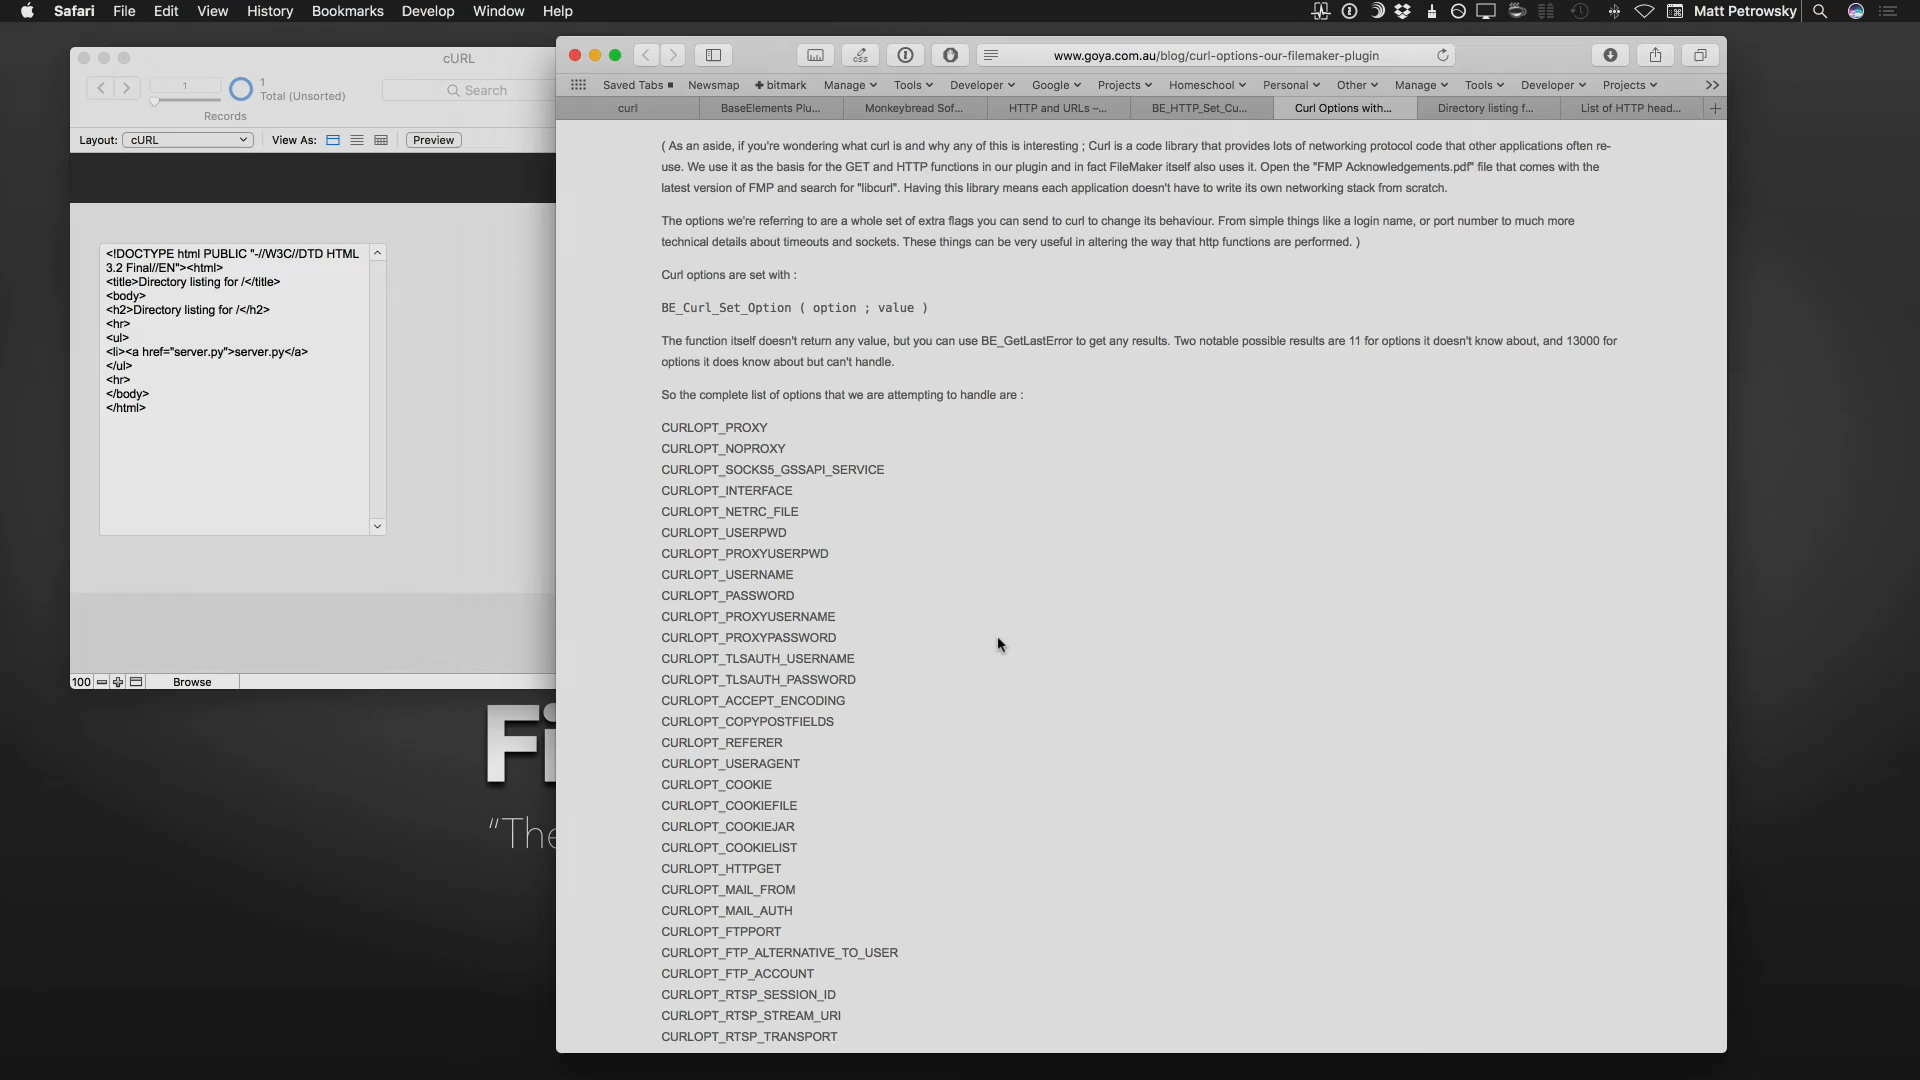 Safari File Edit View History Bookmarks Develop Window Help
Matt Petrowsky
cURL
1
1
Total (Unsorted)
Search
Records
Layout: cURL View As: Preview
<!DOCTYPE html PUBLIC "-//W3C//DTD HTML
3.2 Final//EN"><html>
<title>Directory listing for /</title>
<body>
<h2>Directory listing for /</h2>
<hr>
<ul>
<li><a href="server.py">server.py</a>
</ul>
<hr>
</body>
</html>
100 Browse
Fi
“The
www.goya.com.au/blog/curl-options-our-filemaker-plugin
Saved Tabs Newsmap + bitmark Manage Tools Developer Google Projects Homeschool Personal Other Manage Tools Developer Projects
curl BaseElements Plu... Monkeybread Sof... HTTP and URLs –... BE_HTTP_Set_Cu... Curl Options with... Directory listing f... List of HTTP head...
( As an aside, if you're wondering what curl is and why any of this is interesting ; Curl is a code library that provides lots of networking protocol code that other applications often re-
use. We use it as the basis for the GET and HTTP functions in our plugin and in fact FileMaker itself also uses it. Open the "FMP Acknowledgements.pdf" file that comes with the
latest version of FMP and search for "libcurl". Having this library means each application doesn't have to write its own networking stack from scratch.
The options we're referring to are a whole set of extra flags you can send to curl to change its behaviour. From simple things like a login name, or port number to much more
technical details about timeouts and sockets. These things can be very useful in altering the way that http functions are performed. )
Curl options are set with :
BE_Curl_Set_Option ( option ; value )
The function itself doesn't return any value, but you can use BE_GetLastError to get any results. Two notable possible results are 11 for options it doesn't know about, and 13000 for
options it does know about but can't handle.
So the complete list of options that we are attempting to handle are :
CURLOPT_PROXY
CURLOPT_NOPROXY
CURLOPT_SOCKS5_GSSAPI_SERVICE
CURLOPT_INTERFACE
CURLOPT_NETRC_FILE
CURLOPT_USERPWD
CURLOPT_PROXYUSERPWD
CURLOPT_USERNAME
CURLOPT_PASSWORD
CURLOPT_PROXYUSERNAME
CURLOPT_PROXYPASSWORD
CURLOPT_TLSAUTH_USERNAME
CURLOPT_TLSAUTH_PASSWORD
CURLOPT_ACCEPT_ENCODING
CURLOPT_COPYPOSTFIELDS
CURLOPT_REFERER
CURLOPT_USERAGENT
CURLOPT_COOKIE
CURLOPT_COOKIEFILE
CURLOPT_COOKIEJAR
CURLOPT_COOKIELIST
CURLOPT_HTTPGET
CURLOPT_MAIL_FROM
CURLOPT_MAIL_AUTH
CURLOPT_FTPPORT
CURLOPT_FTP_ALTERNATIVE_TO_USER
CURLOPT_FTP_ACCOUNT
CURLOPT_RTSP_SESSION_ID
CURLOPT_RTSP_STREAM_URI
CURLOPT_RTSP_TRANSPORT